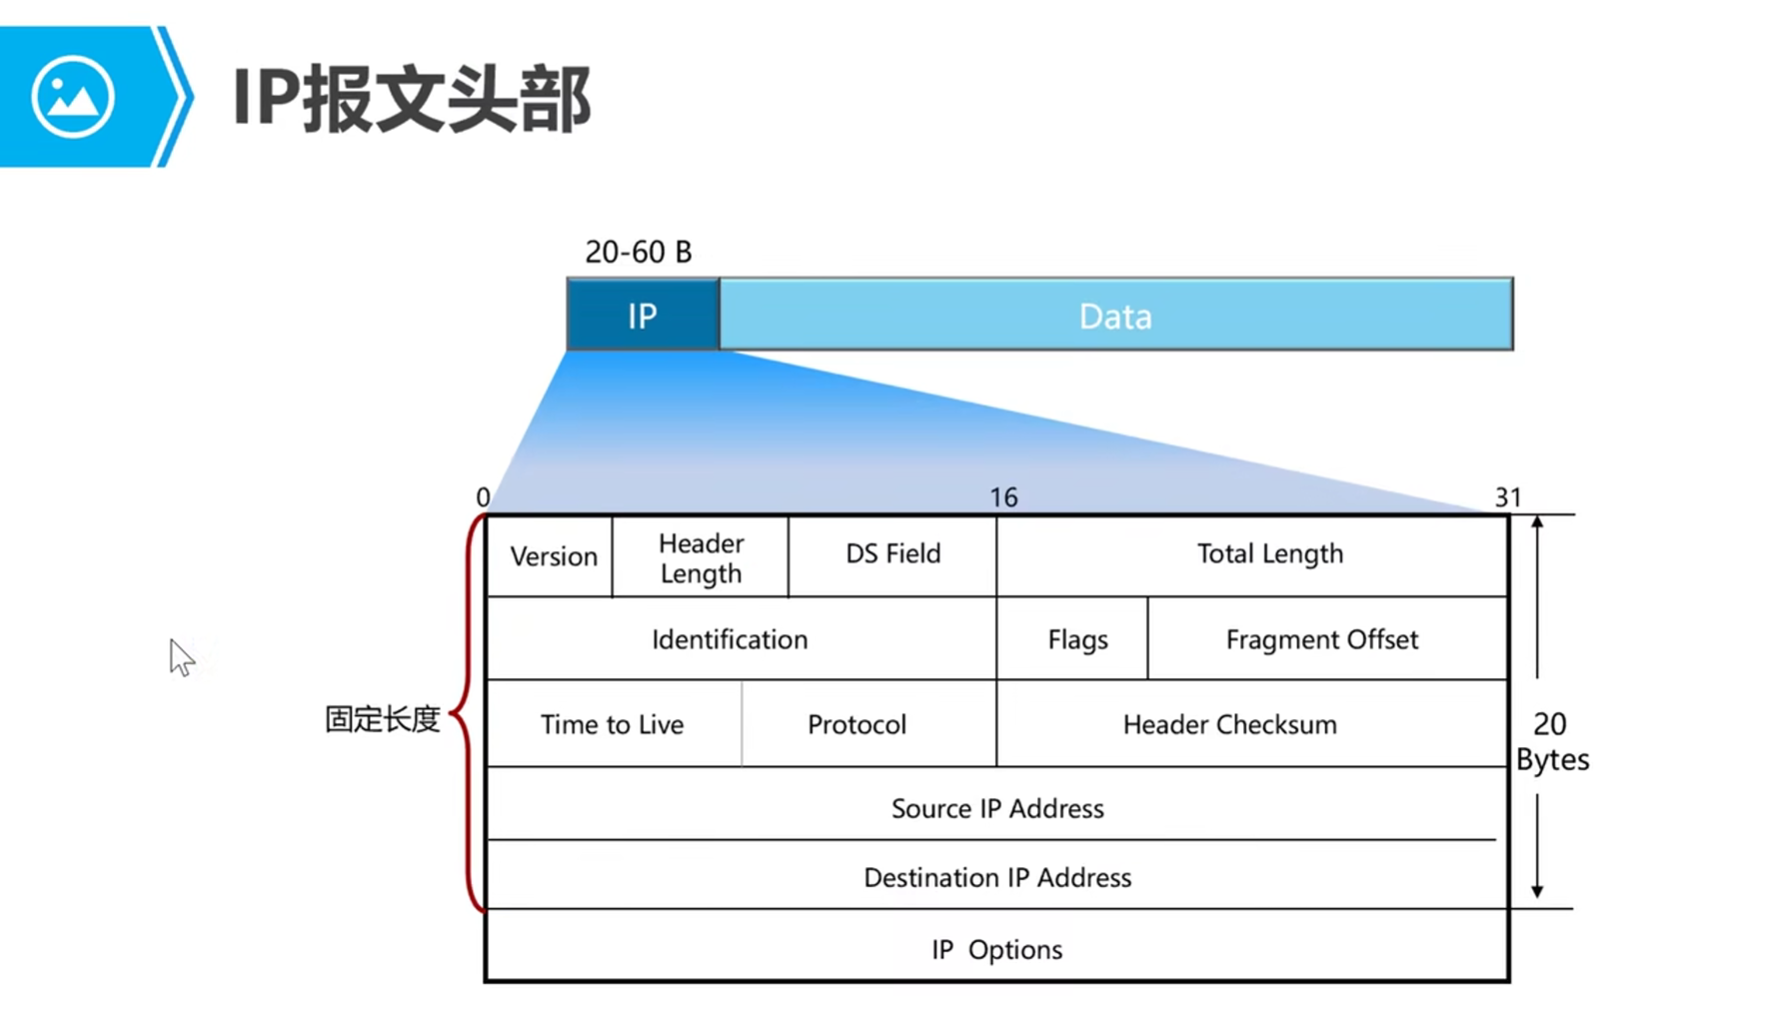 IP报文头部
20-60 B
IP
Data
0
16
31
Version
Header
Length
DS Field
Total Length
Identification
Flags
Fragment Offset
固定长度
Time to Live
Protocol
Header Checksum
20
Bytes
Source IP Address
Destination IP Address
IP Options